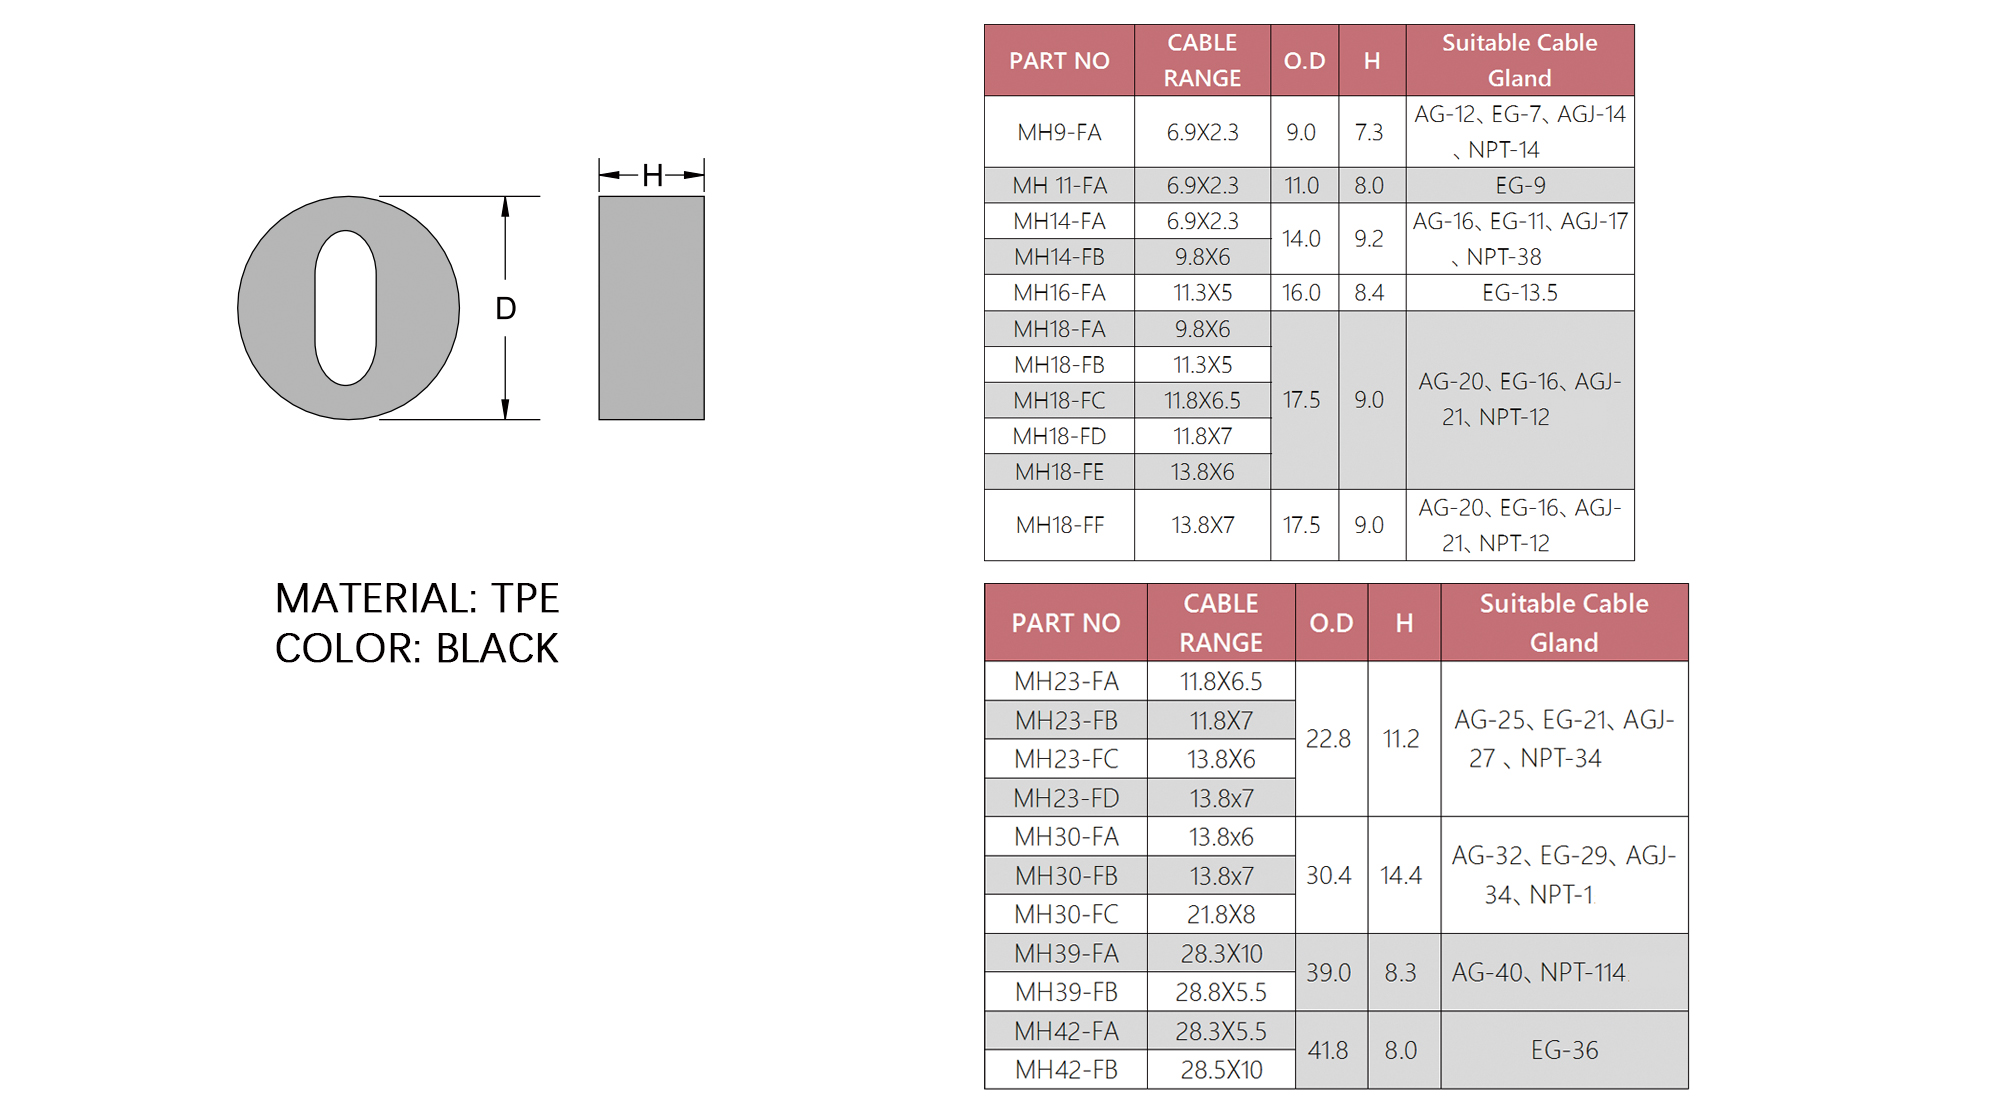 H
D
MATERIAL: TPE
COLOR: BLACK
PART NO CABLE RANGE O.D H Suitable Cable Gland
MH9-FA 6.9X2.3 9.0 7.3 AG-12、EG-7、AGJ-14
、NPT-14
MH 11-FA 6.9X2.3 11.0 8.0 EG-9
MH14-FA 6.9X2.3 14.0 9.2 AG-16、EG-11、AGJ-17
MH14-FB 9.8X6 、NPT-38
MH16-FA 11.3X5 16.0 8.4 EG-13.5
MH18-FA 9.8X6
MH18-FB 11.3X5
MH18-FC 11.8X6.5 17.5 9.0 AG-20、EG-16、AGJ-
21、NPT-12
MH18-FD 11.8X7
MH18-FE 13.8X6
MH18-FF 13.8X7 17.5 9.0 AG-20、EG-16、AGJ-
21、NPT-12
PART NO CABLE RANGE O.D H Suitable Cable Gland
MH23-FA 11.8X6.5
MH23-FB 11.8X7 22.8 11.2 AG-25、EG-21、AGJ-
MH23-FC 13.8X6 27 、NPT-34
MH23-FD 13.8x7
MH30-FA 13.8x6 AG-32、EG-29、AGJ-
MH30-FB 13.8x7 30.4 14.4 34、NPT-1
MH30-FC 21.8X8
MH39-FA 28.3X10 39.0 8.3 AG-40、NPT-114
MH39-FB 28.8X5.5
MH42-FA 28.3X5.5 41.8 8.0 EG-36
MH42-FB 28.5X10